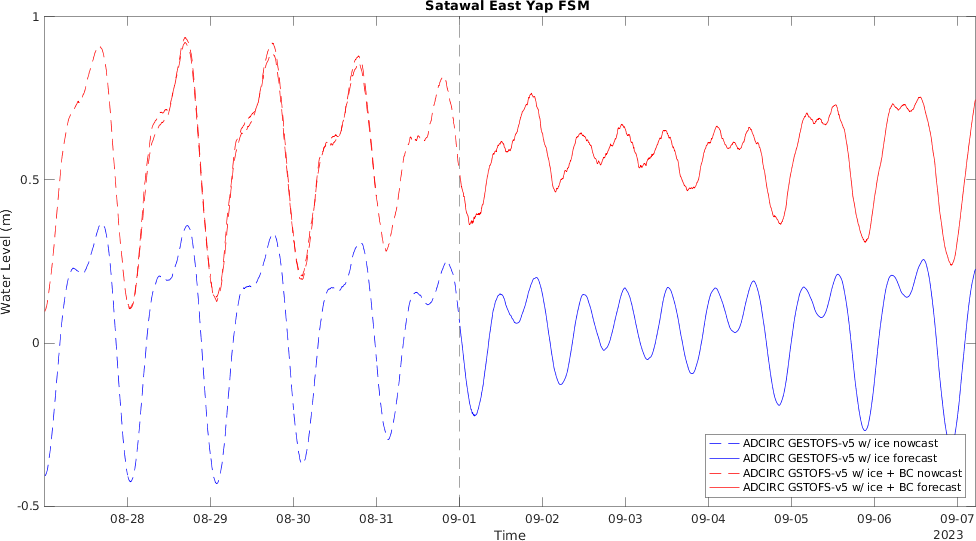 Satawal East Yap FSM
1
0.5
0
-0.5
Water Level (m)
ADCIRC GESTOFS-v5 w/ ice nowcast
ADCIRC GESTOFS-v5 w/ ice forecast
ADCIRC GSTOFS-v5 w/ ice + BC nowcast
ADCIRC GSTOFS-v5 w/ ice + BC forecast
08-28 08-29 08-30 08-31 09-01 09-02 09-03 09-04 09-05 09-06 09-07
Time 2023